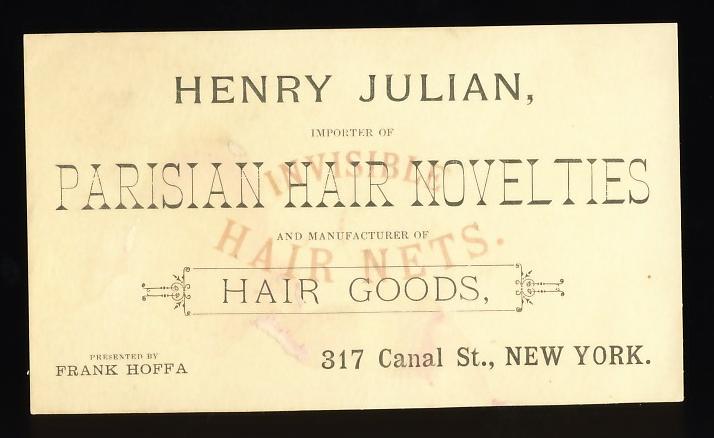 HENRY JULIAN,
IMPORTER OF
INVISIBLE
PARISIAN HAIR NOVELTIES
AND MANUFACTURER OF
HAIR NETS.
HAIR GOODS,
PRESENTED BY
FRANK HOFFA
317 Canal St., NEW YORK.